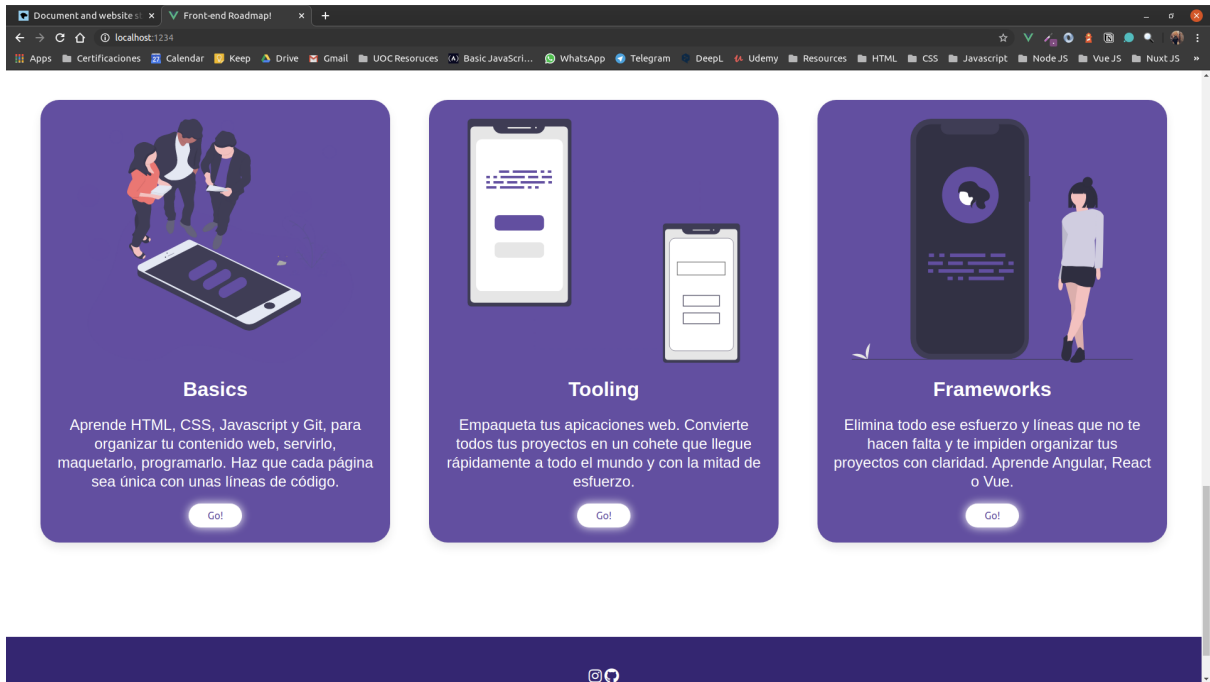 Document and website st
Front-end Roadmap!
localhost:1234
Apps Certificaciones Calendar Keep Drive Gmail UOC Resoruces Basic JavaScri... WhatsApp Telegram DeepL Udemy Resources HTML CSS Javascript Node JS Vue JS Nuxt JS »
Basics
Aprende HTML, CSS, Javascript y Git, para
organizar tu contenido web, servirlo,
maquetarlo, programarlo. Haz que cada página
sea única con unas líneas de código.
Go!
Tooling
Empaqueta tus apicaciones web. Convierte
todos tus proyectos en un cohete que llegue
rápidamente a todo el mundo y con la mitad de
esfuerzo.
Go!
Frameworks
Elimina todo ese esfuerzo y líneas que no te
hacen falta y te impiden organizar tus
proyectos con claridad. Aprende Angular, React
o Vue.
Go!